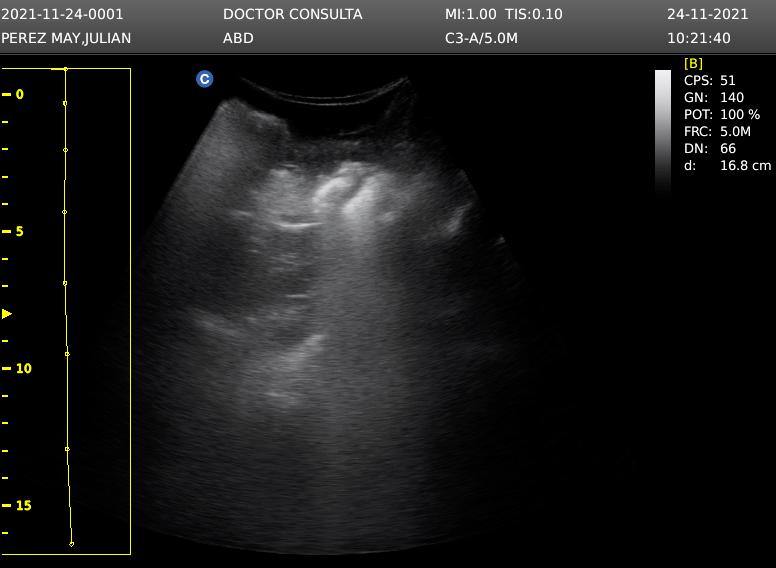 2021-11-24-0001 DOCTOR CONSULTA MI:1.00 TIS:0.10 24-11-2021
PEREZ MAY,JULIAN ABD C3-A/5.0M 10:21:40
C
[B]
CPS: 51
GN: 140
POT: 100 %
FRC: 5.0M
DN: 66
d: 16.8 cm
0
5
10
15